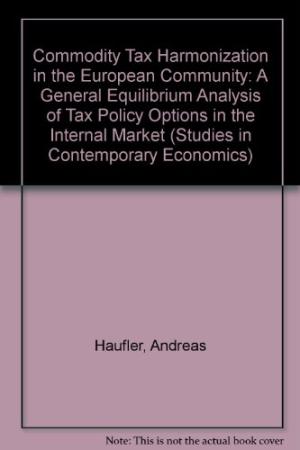 Commodity Tax Harmonization
in the European Community: A
General Equilibrium Analysis
of Tax Policy Options in the
Internal Market (Studies in
Contemporary Economics)
Haufler, Andreas
Note: This is not the actual book cover